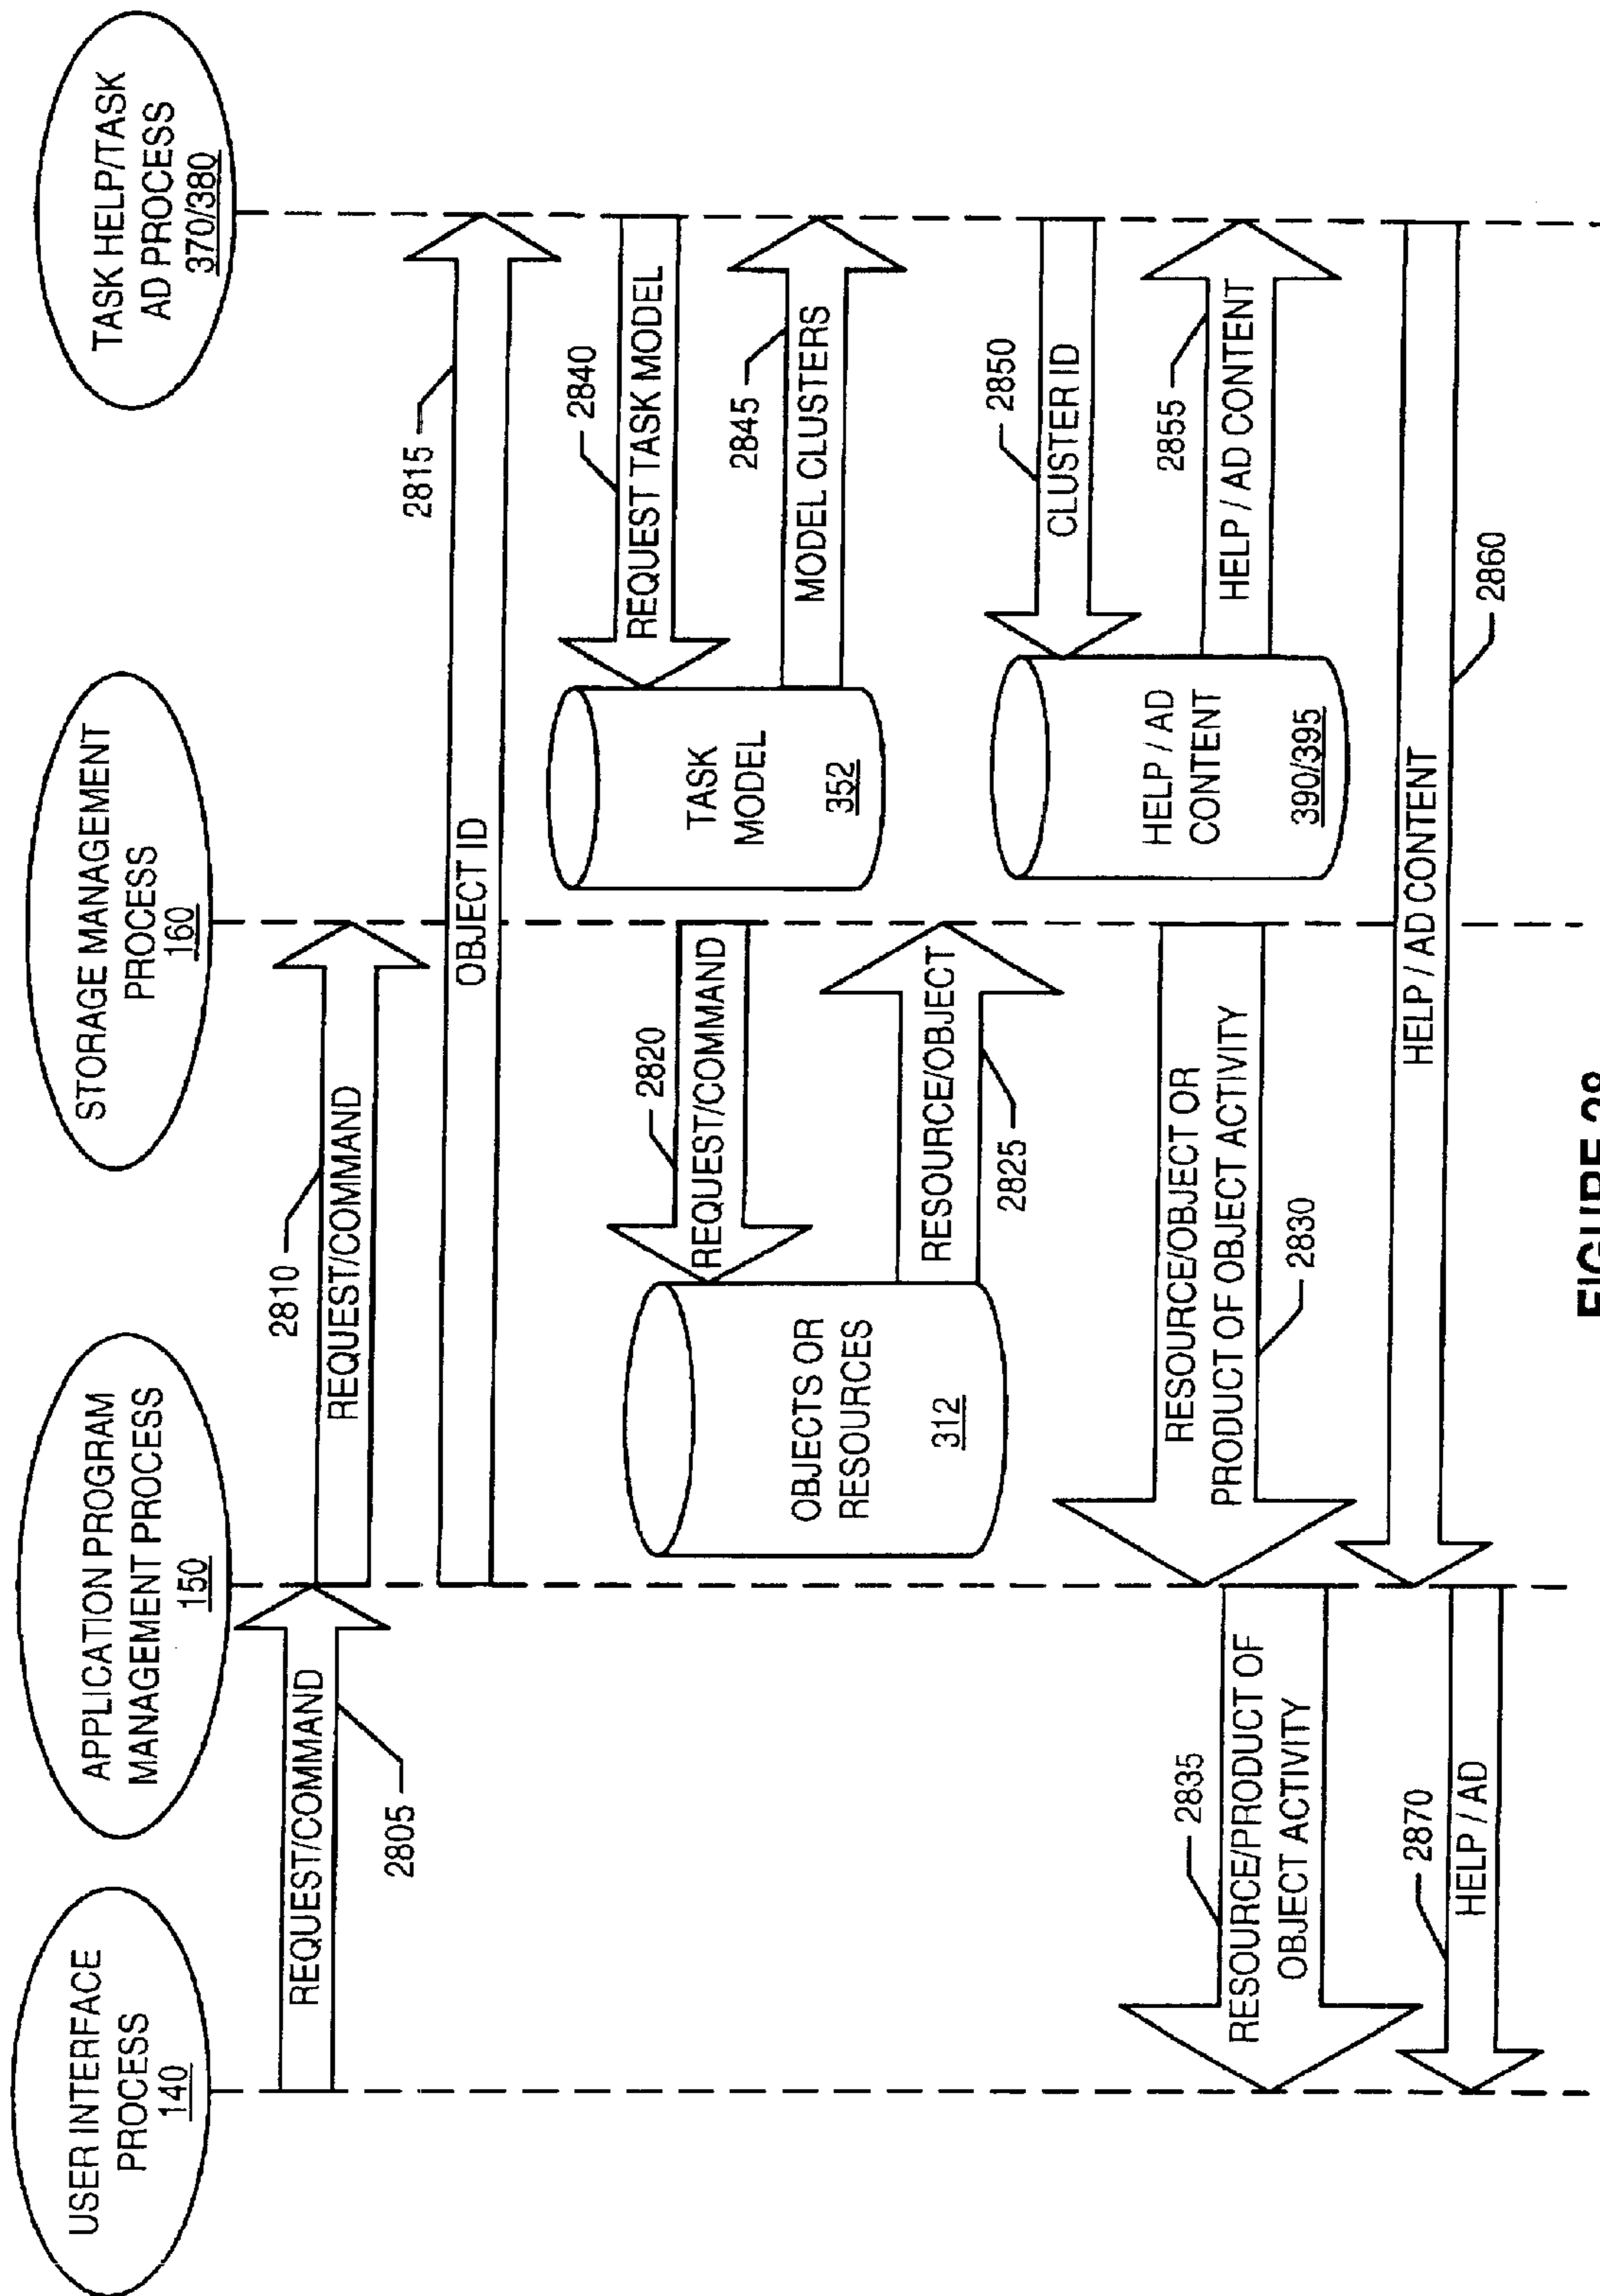 USER INTERFACE
PROCESS
140
APPLICATION PROGRAM
MANAGEMENT PROCESS
150
STORAGE MANAGEMENT
PROCESS
160
TASK HELP/TASK
AD PROCESS
370/380
REQUEST/COMMAND
2805
2810
REQUEST/COMMAND
2815
OBJECT ID
2820
REQUEST/COMMAND
OBJECTS OR
RESOURCES
312
RESOURCE/OBJECT
2825
2840
REQUEST TASK MODEL
TASK
MODEL
352
2845
MODEL CLUSTERS
2850
CLUSTER ID
HELP / AD
CONTENT
390/395
2855
HELP / AD CONTENT
RESOURCE/OBJECT OR
PRODUCT OF OBJECT ACTIVITY
2830
2835
RESOURCE/PRODUCT OF
OBJECT ACTIVITY
HELP / AD CONTENT
2860
2870
HELP / AD
FIGURE 28